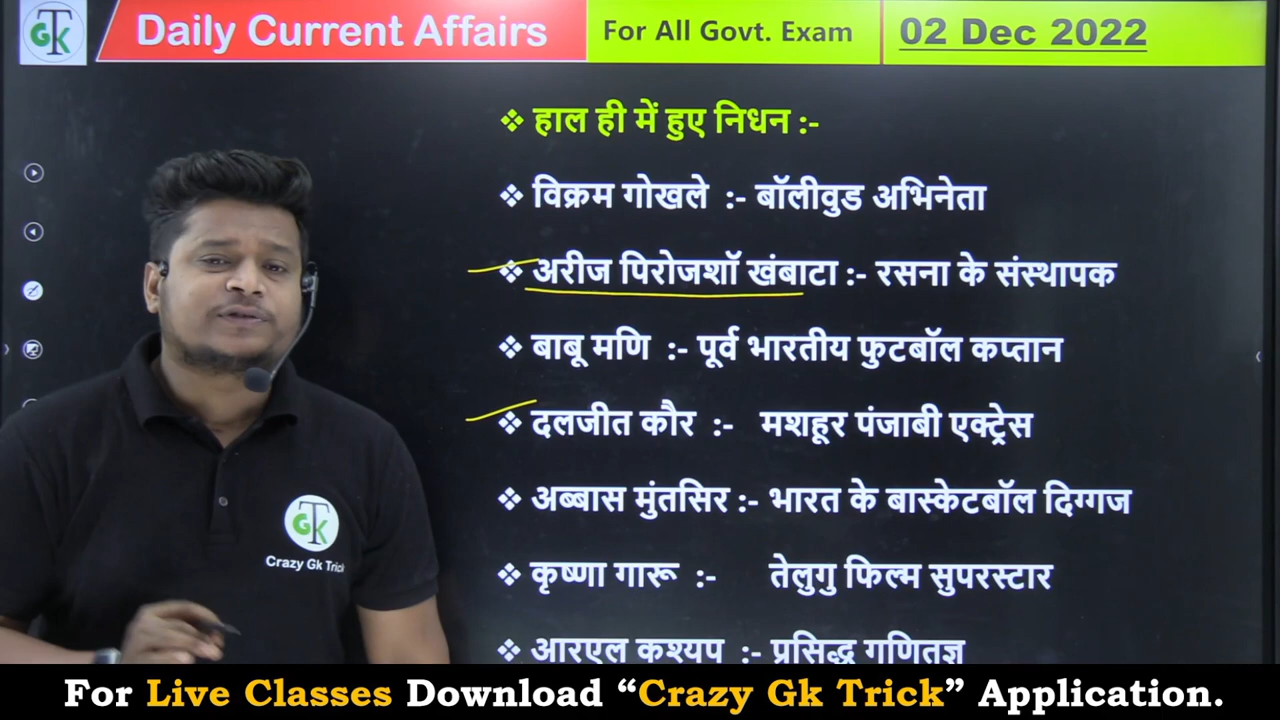 TGK
Daily Current Affairs
For All Govt. Exam
02 Dec 2022
❖ हाल ही में हुए निधन :-
❖ विक्रम गोखले :- बॉलीवुड अभिनेता
❖ अरीज पिरोजशॉ खंबाटा :- रसना के संस्थापक
❖ बाबू मणि :- पूर्व भारतीय फुटबॉल कप्तान
❖ दलजीत कौर :- मशहूर पंजाबी एक्ट्रेस
❖ अब्बास मुंतसिर :- भारत के बास्केटबॉल दिग्गज
❖ कृष्णा गारू :- तेलुगु फिल्म सुपरस्टार
❖ आरएल कश्यप :- प्रसिद्ध गणितज्ञ
TGK
Crazy Gk Trick
For Live Classes Download “Crazy Gk Trick” Application.